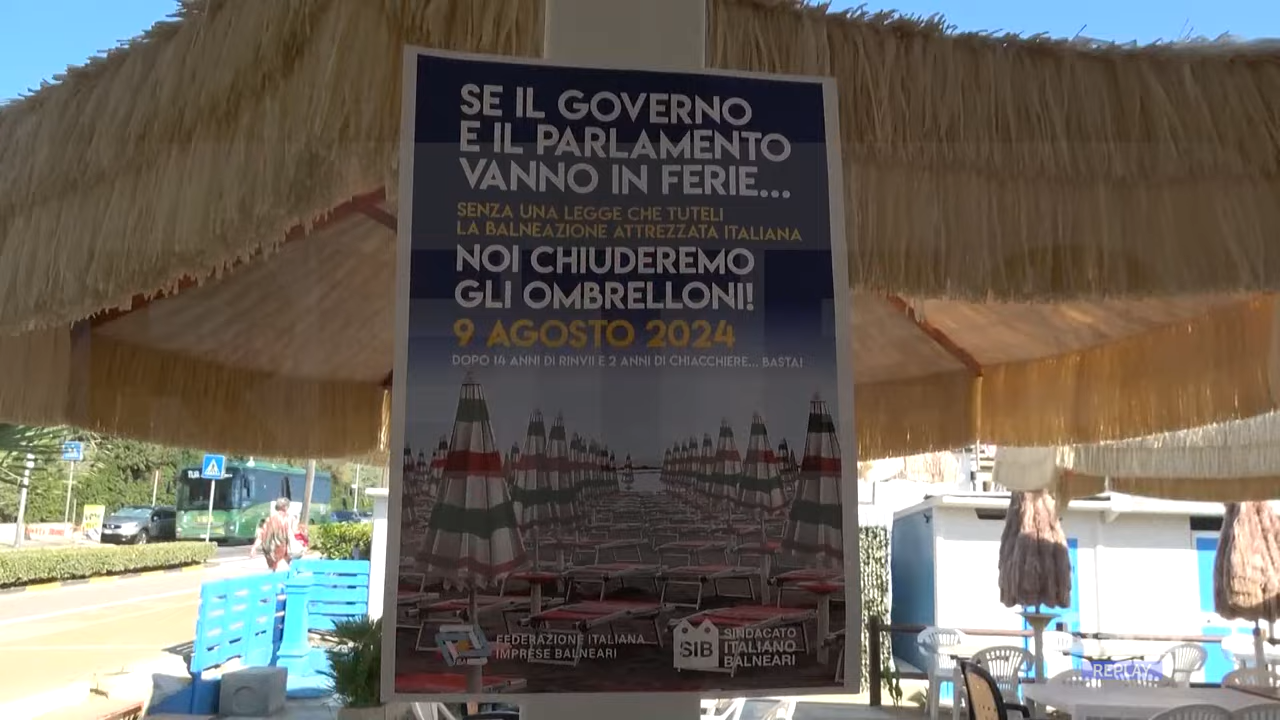 SE IL GOVERNO
E IL PARLAMENTO
VANNO IN FERIE...
SENZA UNA LEGGE CHE TUTELI
LA BALNEAZIONE ATTREZZATA ITALIANA
NOI CHIUDEREMO
GLI OMBRELLONI!
9 AGOSTO 2024
DOPO 14 ANNI DI RINVII E 2 ANNI DI CHIACCHIERE... BASTA!
FEDERAZIONE ITALIANA
IMPRESE BALNEARI
SIB
SINDACATO
ITALIANO
BALNEARI
REPLAY